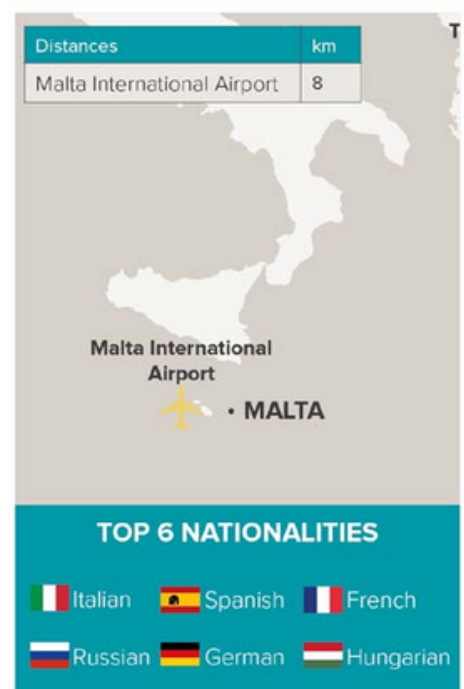 Distances km
T
Malta International Airport 8
Malta International
Airport
• MALTA
TOP 6 NATIONALITIES
Italian Spanish French
Russian German Hungarian